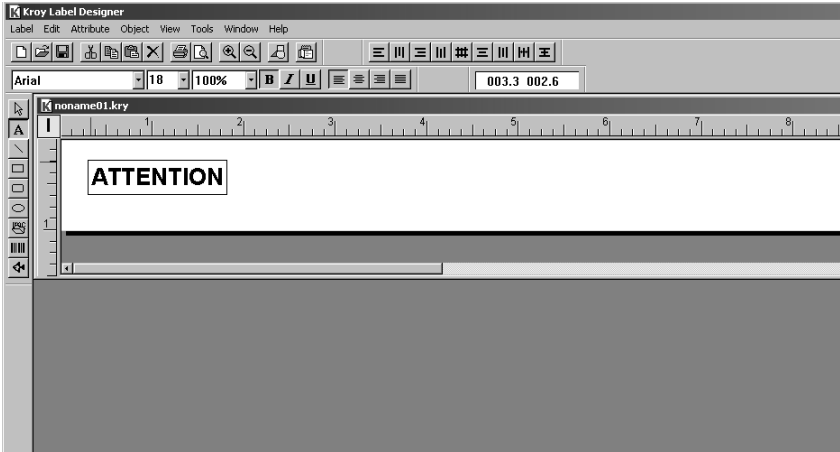 Kroy Label Designer
Label Edit Attribute Object View Tools Window Help
Arial 18 100% B I U 003.3 002.6
noname01.kry
1 2 3 4 5 6 7 8
A
ATTENTION
1